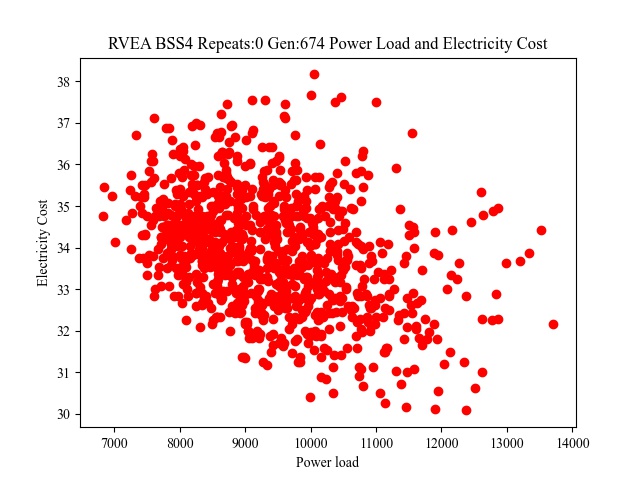 RVEA BSS4 Repeats:0 Gen:674 Power Load and Electricity Cost
38
37
36
35
34
33
32
31
30
Electricity Cost
7000 8000 9000 10000 11000 12000 13000 14000
Power load